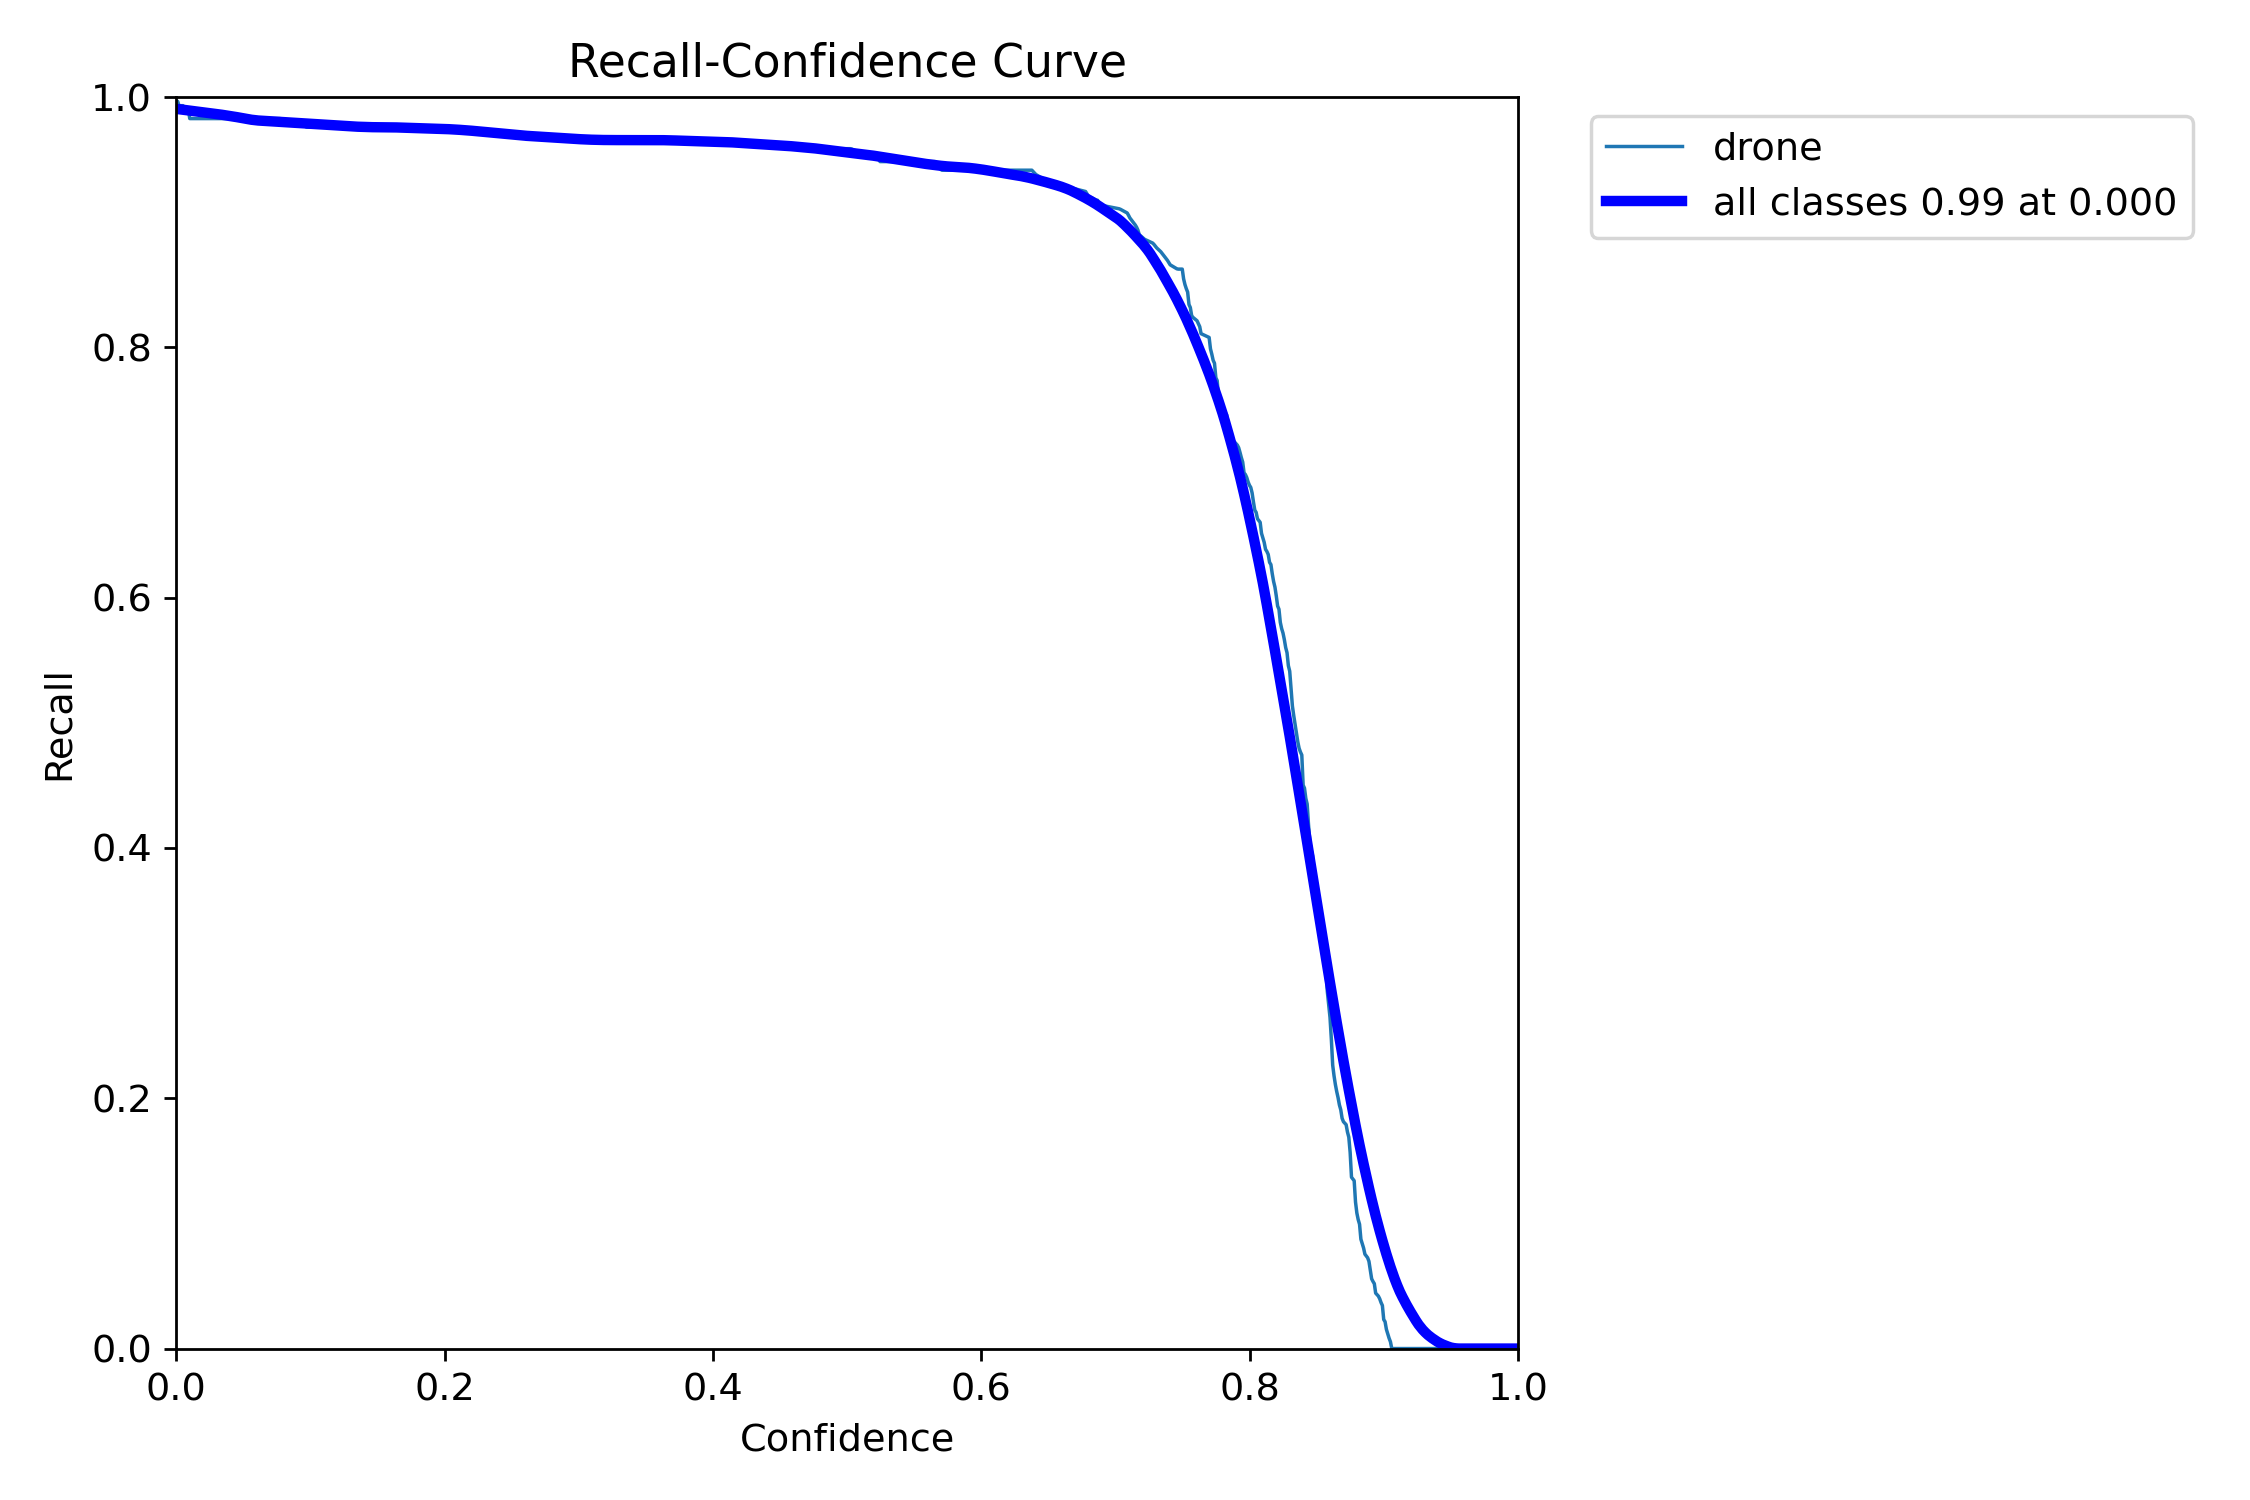 Recall-Confidence Curve
1.0
0.8
0.6
0.4
0.2
0.0
Recall
0.0 0.2 0.4 0.6 0.8 1.0
Confidence
drone
all classes 0.99 at 0.000